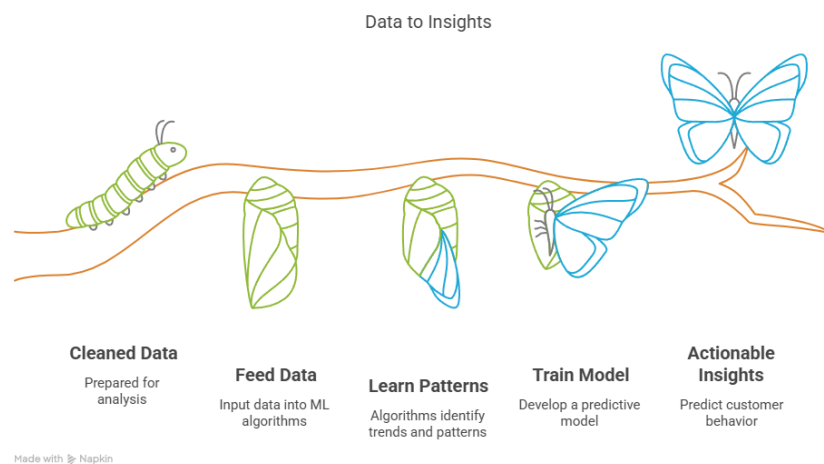 Data to Insights
Cleaned Data
Prepared for
analysis
Feed Data
Input data into ML
algorithms
Learn Patterns
Algorithms identify
trends and patterns
Train Model
Develop a predictive
model
Actionable
Insights
Predict customer
behavior
Made with Napkin